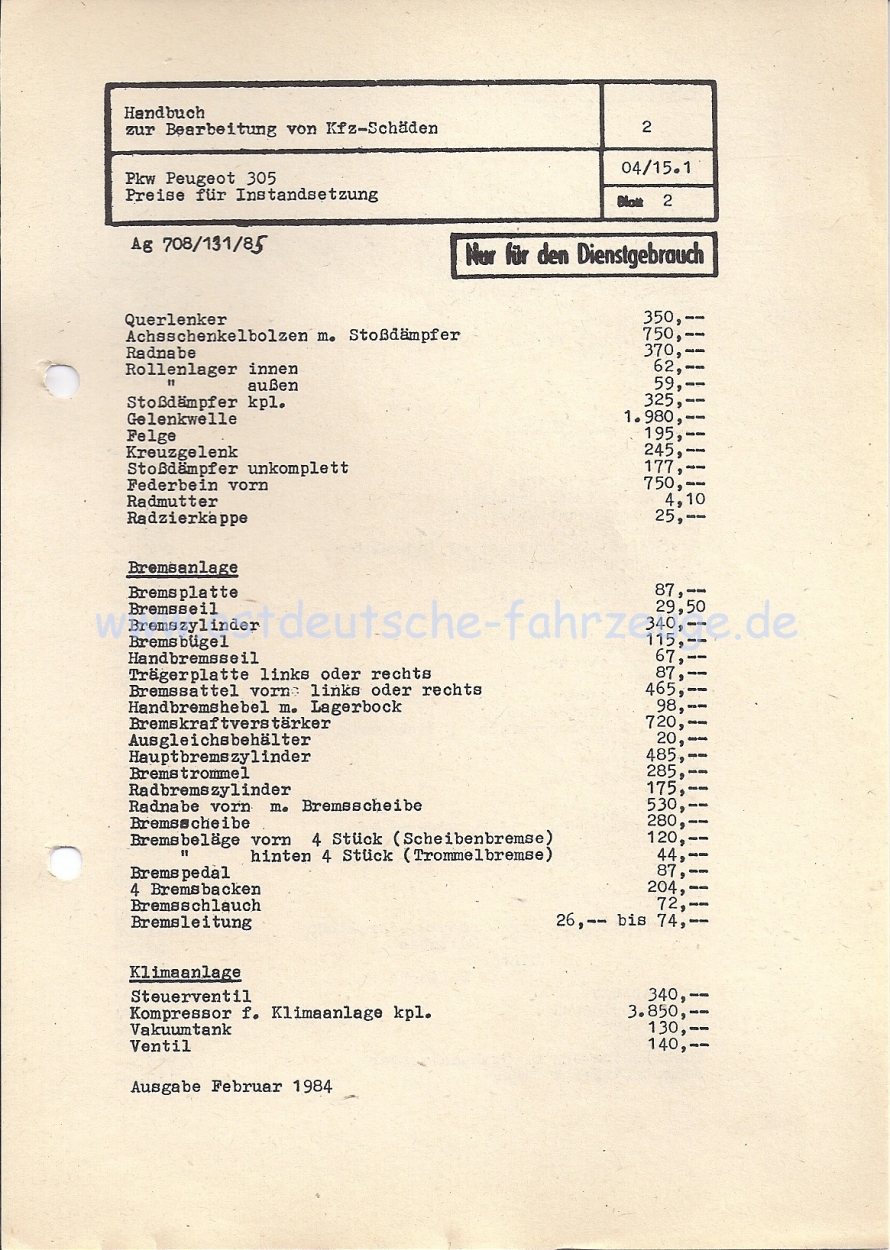 Handbuch
zur Bearbeitung von Kfz-Schäden
2
Pkw Peugeot 305
Preise für Instandsetzung
04/15.1
Blatt 2
Ag 708/131/85
Nur für den Dienstgebrauch
Querlenker 350,--
Achsschenkelbolzen m. Stoßdämpfer 750,--
Radnabe 370,--
Rollenlager innen 62,--
" außen 59,--
Stoßdämpfer kpl. 325,--
Gelenkwelle 1.980,--
Felge 195,--
Kreuzgelenk 245,--
Stoßdämpfer unkomplett 177,--
Federbein vorn 750,--
Radmutter 4,10
Radzierkappe 25,--
Bremsanlage
Bremsplatte 87,--
Bremsseil 29,50
www.ostdeutsche-fahrzeuge.de
Bremszylinder 340,--
Bremsbügel 115,--
Handbremsseil 67,--
Trägerplatte links oder rechts 87,--
Bremssattel vorn links oder rechts 465,--
Handbremshebel m. Lagerbock 98,--
Bremskraftverstärker 720,--
Ausgleichsbehälter 20,--
Hauptbremszylinder 485,--
Bremstrommel 285,--
Radbremszylinder 175,--
Radnabe vorn m. Bremsscheibe 530,--
Bremsscheibe 280,--
Bremsbeläge vorn 4 Stück (Scheibenbremse) 120,--
" hinten 4 Stück (Trommelbremse) 44,--
Bremspedal 87,--
4 Bremsbacken 204,--
Bremsschlauch 72,--
Bremsleitung 26,-- bis 74,--
Klimaanlage
Steuerventil 340,--
Kompressor f. Klimaanlage kpl. 3.850,--
Vakuumtank 130,--
Ventil 140,--
Ausgabe Februar 1984